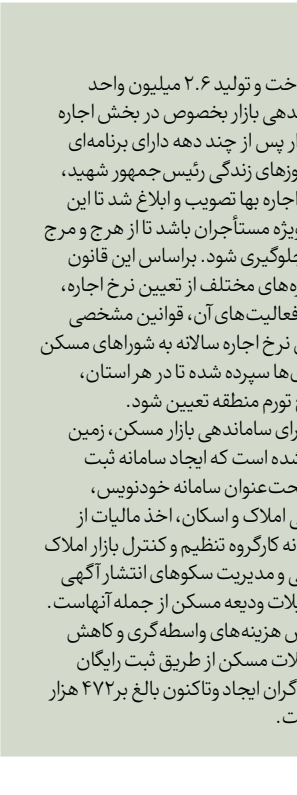 خت و تولید ۲.۶ میلیون واحد
دهی بازار بخصوص در بخش اجاره
ار پس از چند دهه دارای برنامه‌ای
وزهای زندگی رئیس‌جمهور شهید،
اجاره بها تصویب و ابلاغ شد تا این
ویژه مستأجران باشد تا از هرج و مرج
جلوگیری شود. براساس این قانون
ه‌های مختلف از تعیین نرخ اجاره،
فعالیت‌های آن، قوانین مشخصی
نرخ اجاره سالانه به شوراهای مسکن
ها سپرده شده تا در هر استان،
تورم منطقه تعیین شود.
رای ساماندهی بازار مسکن، زمین
شده است که ایجاد سامانه ثبت
حت‌عنوان سامانه خودنویس،
املاک و اسکان، اخذ مالیات از
نه کارگروه تنظیم و کنترل بازار املاک
ی و مدیریت سکوهای انتشار آگهی
یلات ودیعه مسکن از جمله آنهاست.
ش هزینه‌های واسطه‌گری و کاهش
لات مسکن از طریق ثبت رایگان
گران ایجاد وتاکنون بالغ بر۴۷۲ هزار
ت.